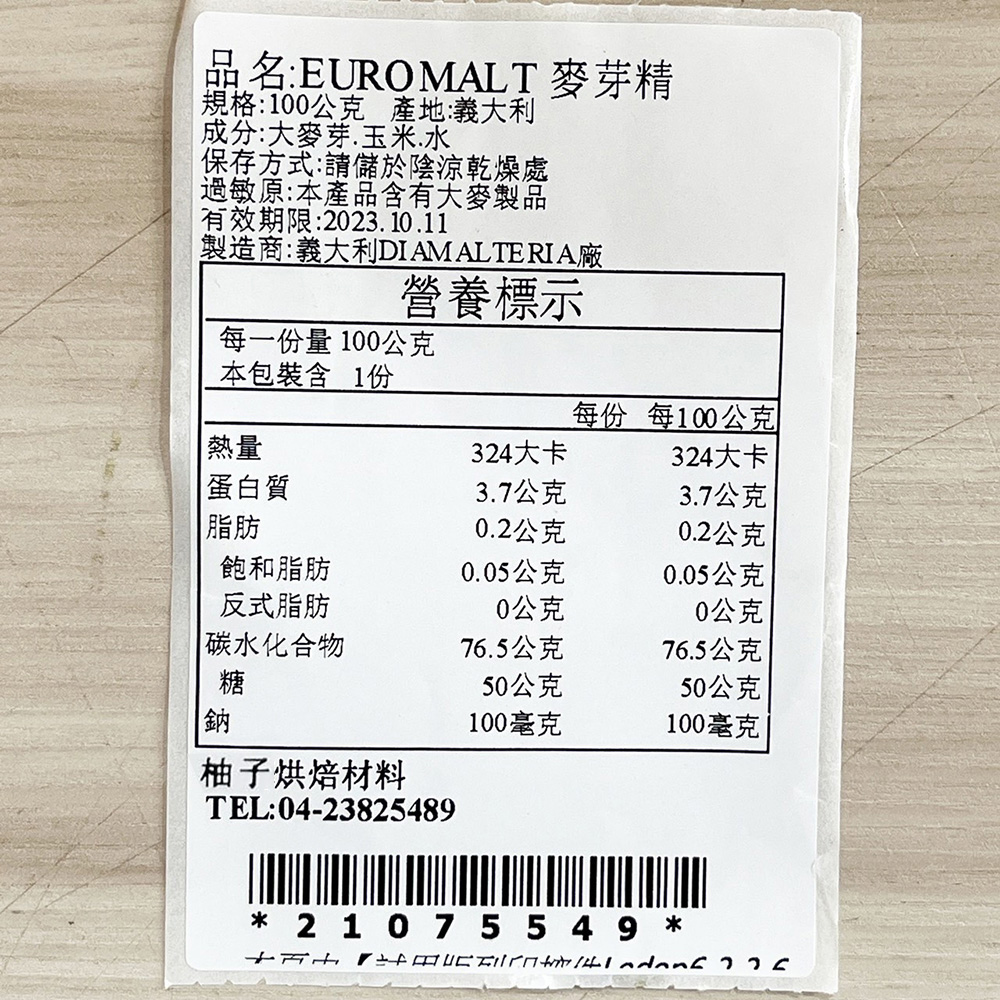 品名:EUROMALT 麥芽精
規格:100公克 產地:義大利
成分:大麥芽.玉米.水
保存方式:請儲於陰涼乾燥處
過敏原:本產品含有大麥製品
有效期限:2023.10.11
製造商:義大利DIAMALTERIA廠
營養標示
每一份量 100公克
本包裝含 1份
每份 每100公克
熱量 324大卡 324大卡
蛋白質 3.7公克 3.7公克
脂肪 0.2公克 0.2公克
飽和脂肪 0.05公克 0.05公克
反式脂肪 0公克 0公克
碳水化合物 76.5公克 76.5公克
糖 50公克 50公克
鈉 100毫克 100毫克
柚子烘焙材料
TEL:04-23825489
*21075549*